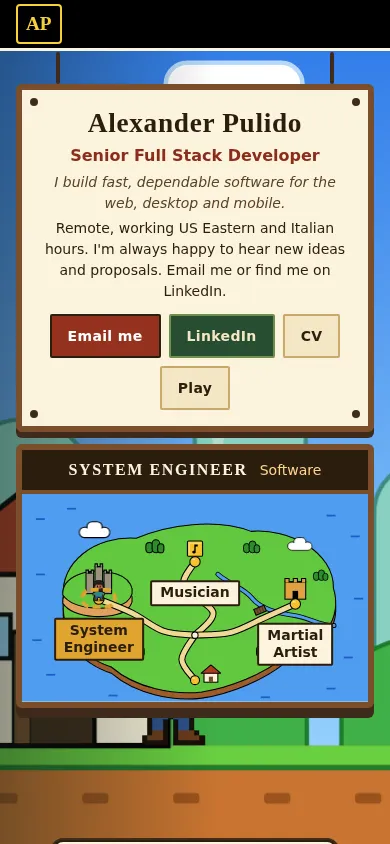 AP
Alexander Pulido
Senior Full Stack Developer
I build fast, dependable software for the
web, desktop and mobile.
Remote, working US Eastern and Italian
hours. I'm always happy to hear new ideas
and proposals. Email me or find me on
LinkedIn.
Email me
LinkedIn
CV
Play
SYSTEM ENGINEER Software
Musician
System
Engineer
Martial
Artist